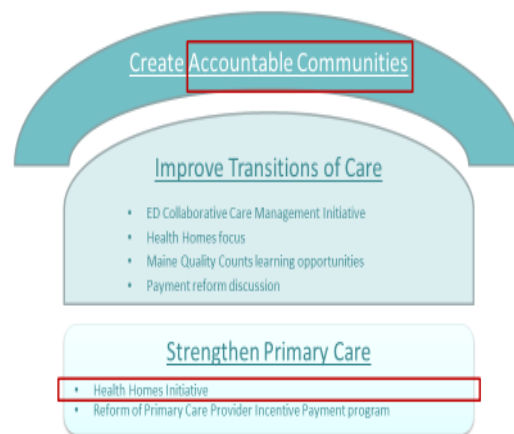 Create Accountable Communities
Improve Transitions of Care
• ED Collaborative Care Management Initiative
• Health Homes focus
• Maine Quality Counts learning opportunities
• Payment reform discussion
Strengthen Primary Care
• Health Homes Initiative
• Reform of Primary Care Provider Incentive Payment program